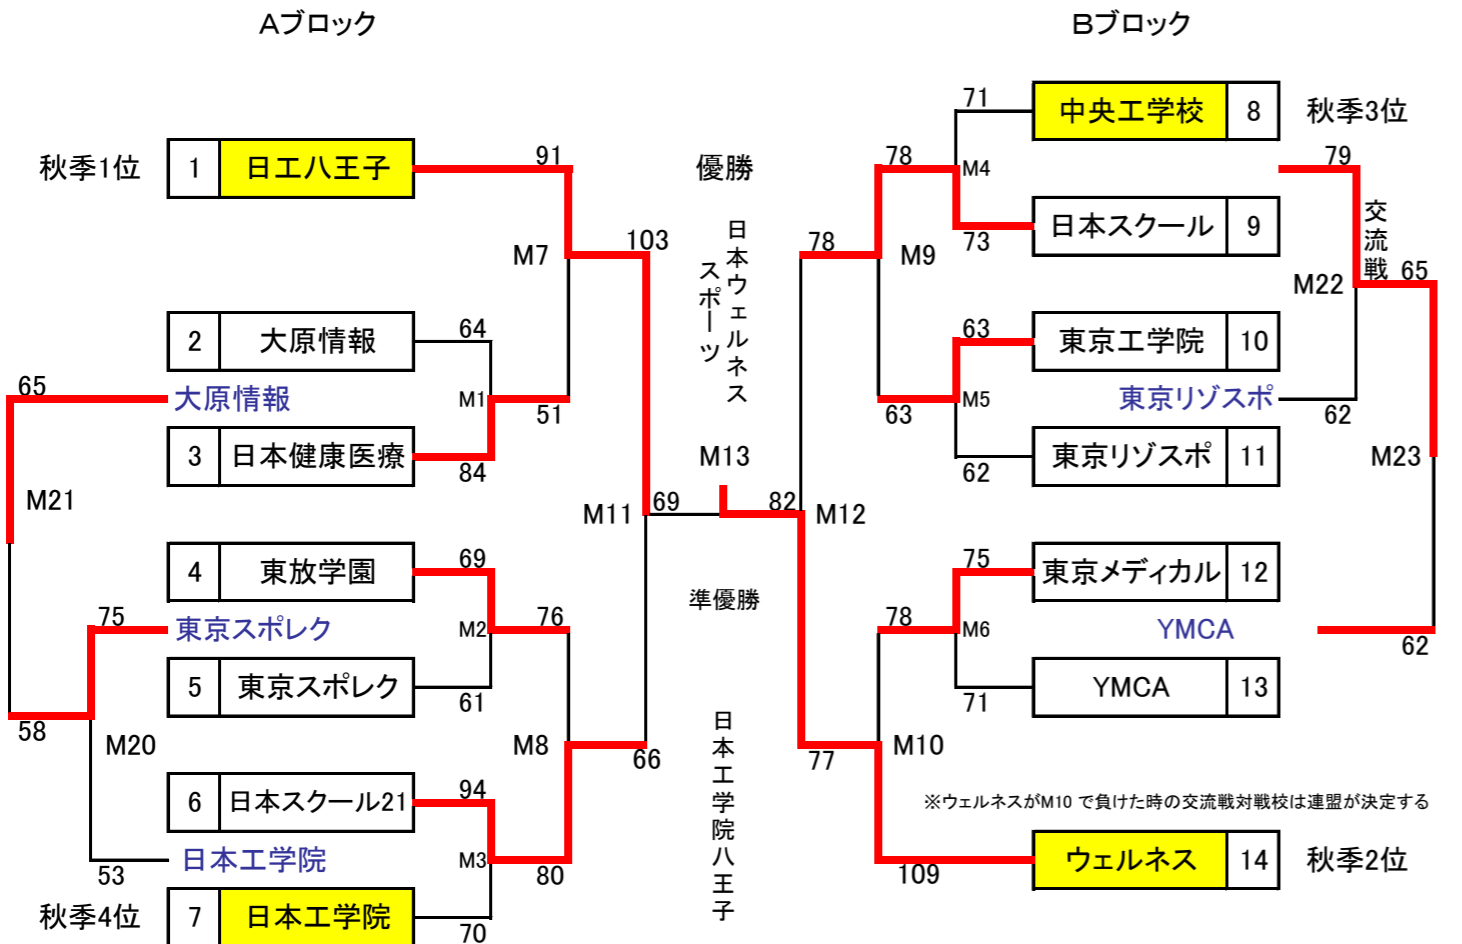 Aブロック
Bブロック
秋季1位
1
日工八王子
91
M7
103
2
大原情報
64
65
大原情報
M1
51
3
日本健康医療
84
M21
M11
69
4
東放学園
69
75
東京スポレク
M2
76
5
東京スポレク
61
58
M20
M8
66
6
日本スクール21
94
日本工学院
53
M3
80
秋季4位
7
日本工学院
70
優勝
日本ウェルネス
スポーツ
M13
82
準優勝
日本工学院八王子
71
中央工学校
8
秋季3位
78
M4
79
日本スクール
9
73
交流戦
78
M9
M22
65
63
東京工学院
10
63
M5
東京リゾスポ
62
62
東京リゾスポ
11
M23
M12
75
東京メディカル
12
78
M6
YMCA
62
71
YMCA
13
77
M10
※ウェルネスがM10 で負けた時の交流戦対戦校は連盟が決定する
109
ウェルネス
14
秋季2位